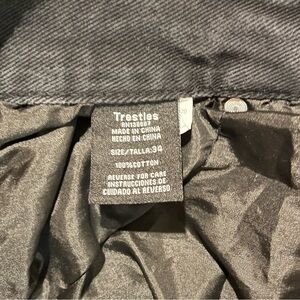 Trestles
RN138687
MADE IN CHINA
HECHO EN CHINA
SIZE/TALLA:34
100%COTTON
REVERSE FOR CARE
INSTRUCCIONES DE
CUIDADO AL REVERSO